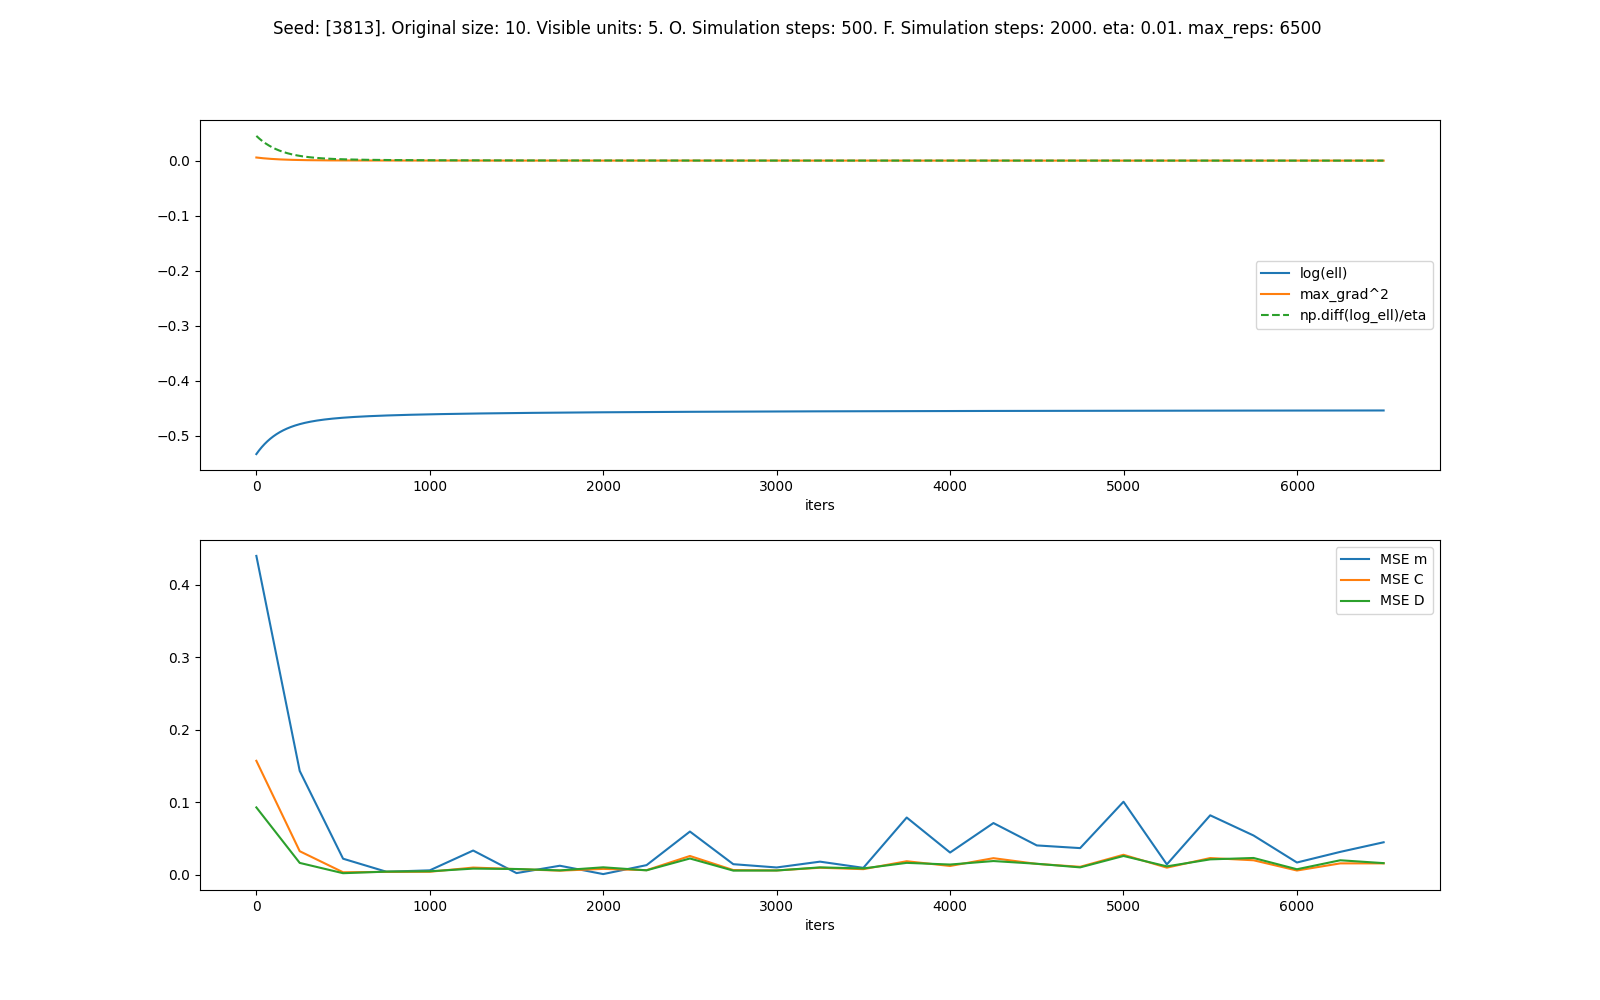 Seed: [3813]. Original size: 10. Visible units: 5. O. Simulation steps: 500. F. Simulation steps: 2000. eta: 0.01. max_reps: 6500
0.0
−0.1
−0.2
−0.3
−0.4
−0.5
log(ell)
max_grad^2
np.diff(log_ell)/eta
0 1000 2000 3000 4000 5000 6000
iters
0.4
0.3
0.2
0.1
0.0
MSE m
MSE C
MSE D
0 1000 2000 3000 4000 5000 6000
iters